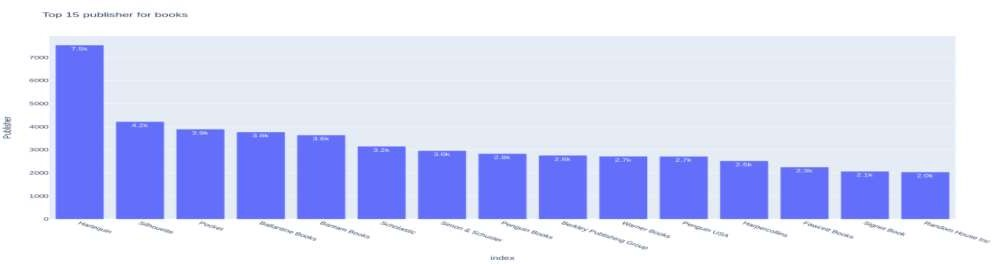 Top 15 publisher for books
Publisher
7000
6000
5000
4000
3000
2000
1000
0
7.5k
4.2k
3.9k
3.8k
3.6k
3.2k
3.0k
2.8k
2.8k
2.7k
2.7k
2.5k
2.3k
2.1k
2.0k
Harlequin
Silhouette
Pocket
Ballantine Books
Bantam Books
Scholastic
Simon & Schuster
Penguin Books
Berkley Publishing Group
Warner Books
Penguin USA
Harpercollins
Fawcett Books
Signet Book
Random House Inc
index